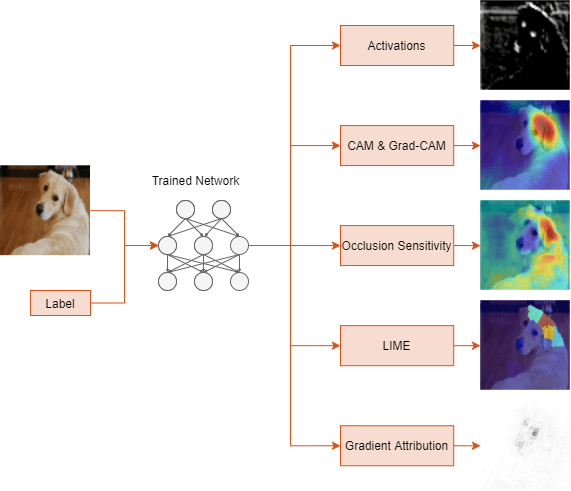 Activations
CAM & Grad-CAM
Trained Network
Occlusion Sensitivity
Label
LIME
Gradient Attribution